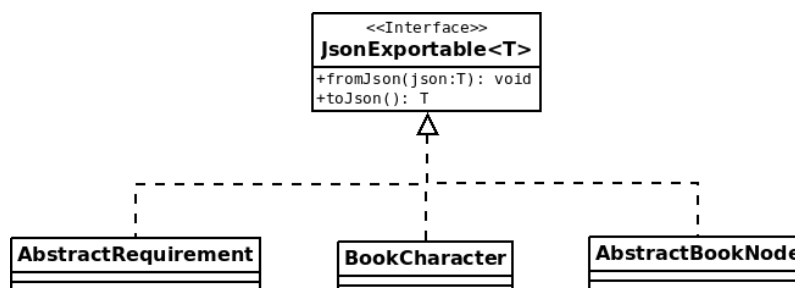 <<Interface>>
JsonExportable<T>
+fromJson(json:T): void
+toJson(): T
AbstractRequirement
BookCharacter
AbstractBookNode